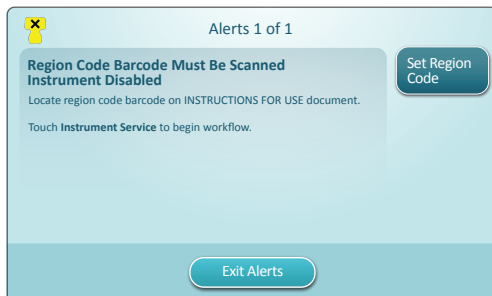 Alerts 1 of 1
Region Code Barcode Must Be Scanned
Instrument Disabled
Locate region code barcode on INSTRUCTIONS FOR USE document.
Touch Instrument Service to begin workflow.
Set Region
Code
Exit Alerts